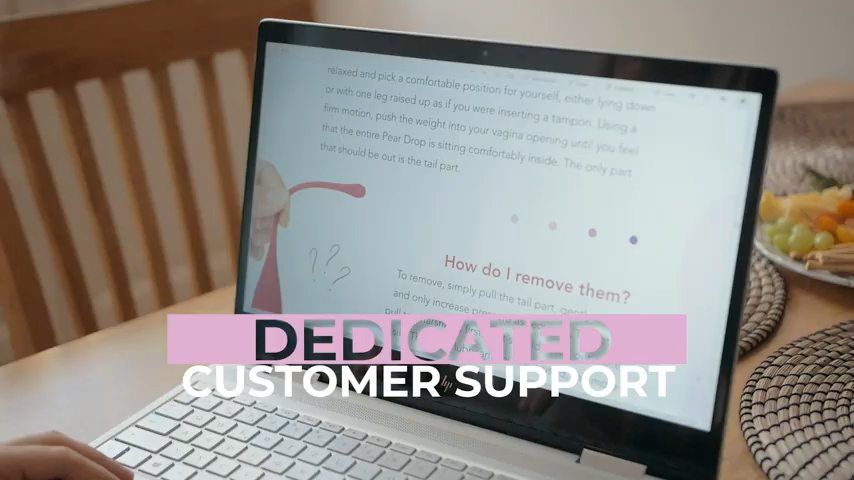 relaxed and pick a comfortable position for yourself, either lying down
or with one leg raised up as if you were inserting a tampon. Using a
firm motion, push the weight into your vagina opening until you feel
that the entire Pear Drop is sitting comfortably inside. The only part
that should be out is the tail part.
???
How do I remove them?
To remove, simply pull the tail part,
and only increase
DEDICATED
CUSTOMER SUPPORT
hp